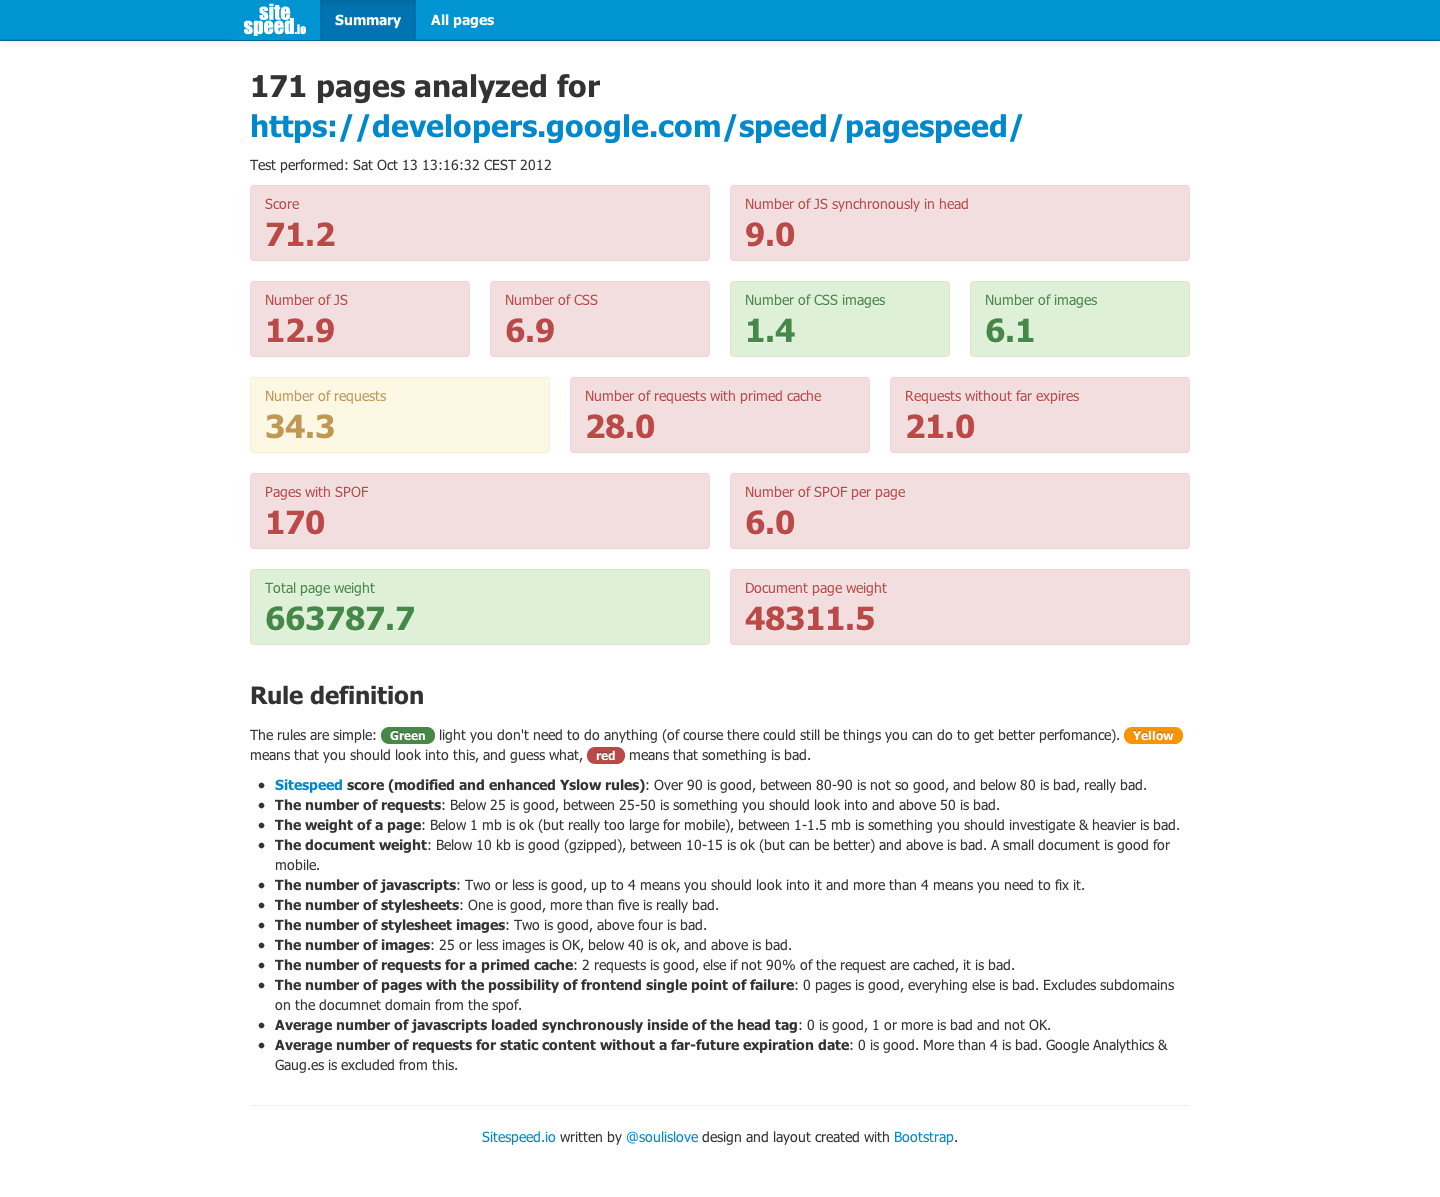 site
speed.io
Summary All pages
171 pages analyzed for
https://developers.google.com/speed/pagespeed/
Test performed: Sat Oct 13 13:16:32 CEST 2012
Score Number of JS synchronously in head
71.2 9.0
Number of JS Number of CSS Number of CSS images Number of images
12.9 6.9 1.4 6.1
Number of requests Number of requests with primed cache Requests without far expires
34.3 28.0 21.0
Pages with SPOF Number of SPOF per page
170 6.0
Total page weight Document page weight
663787.7 48311.5
Rule definition
The rules are simple: Green light you don't need to do anything (of course there could still be things you can do to get better perfomance). Yellow
means that you should look into this, and guess what, red means that something is bad.
• Sitespeed score (modified and enhanced Yslow rules): Over 90 is good, between 80-90 is not so good, and below 80 is bad, really bad.
• The number of requests: Below 25 is good, between 25-50 is something you should look into and above 50 is bad.
• The weight of a page: Below 1 mb is ok (but really too large for mobile), between 1-1.5 mb is something you should investigate & heavier is bad.
• The document weight: Below 10 kb is good (gzipped), between 10-15 is ok (but can be better) and above is bad. A small document is good for
mobile.
• The number of javascripts: Two or less is good, up to 4 means you should look into it and more than 4 means you need to fix it.
• The number of stylesheets: One is good, more than five is really bad.
• The number of stylesheet images: Two is good, above four is bad.
• The number of images: 25 or less images is OK, below 40 is ok, and above is bad.
• The number of requests for a primed cache: 2 requests is good, else if not 90% of the request are cached, it is bad.
• The number of pages with the possibility of frontend single point of failure: 0 pages is good, everyhing else is bad. Excludes subdomains
on the documnet domain from the spof.
• Average number of javascripts loaded synchronously inside of the head tag: 0 is good, 1 or more is bad and not OK.
• Average number of requests for static content without a far-future expiration date: 0 is good. More than 4 is bad. Google Analythics &
Gaug.es is excluded from this.
Sitespeed.io written by @soulislove design and layout created with Bootstrap.